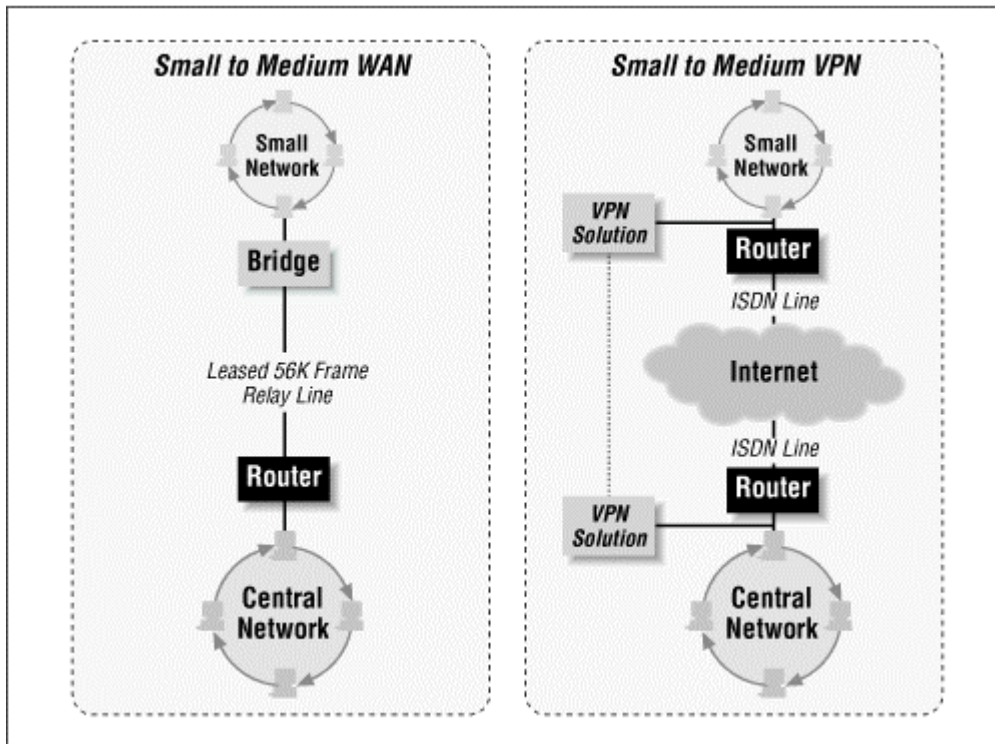 Small to Medium WAN
Small
Network
Bridge
Leased 56K Frame
Relay Line
Router
Central
Network
Small to Medium VPN
Small
Network
VPN
Solution
Router
ISDN Line
Internet
ISDN Line
Router
VPN
Solution
Central
Network